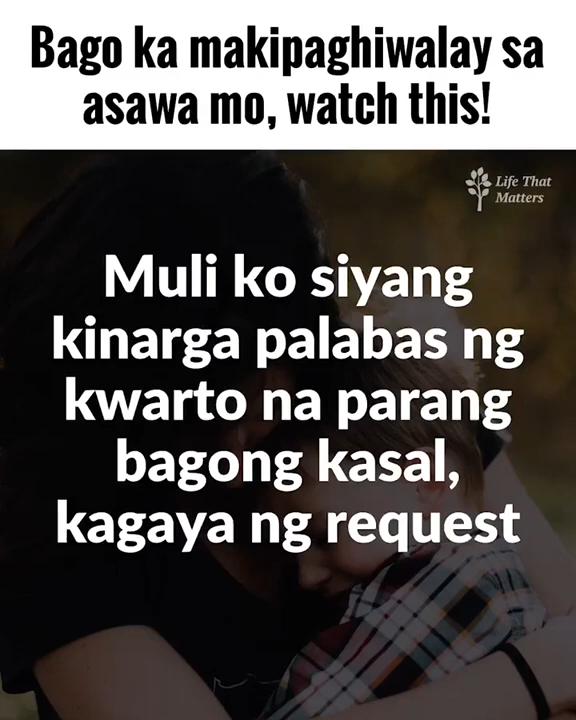 Bago ka makipaghiwalay sa
asawa mo, watch this!
Life That
Matters
Muli ko siyang
kinarga palabas ng
kwarto na parang
bagong kasal,
kagaya ng request